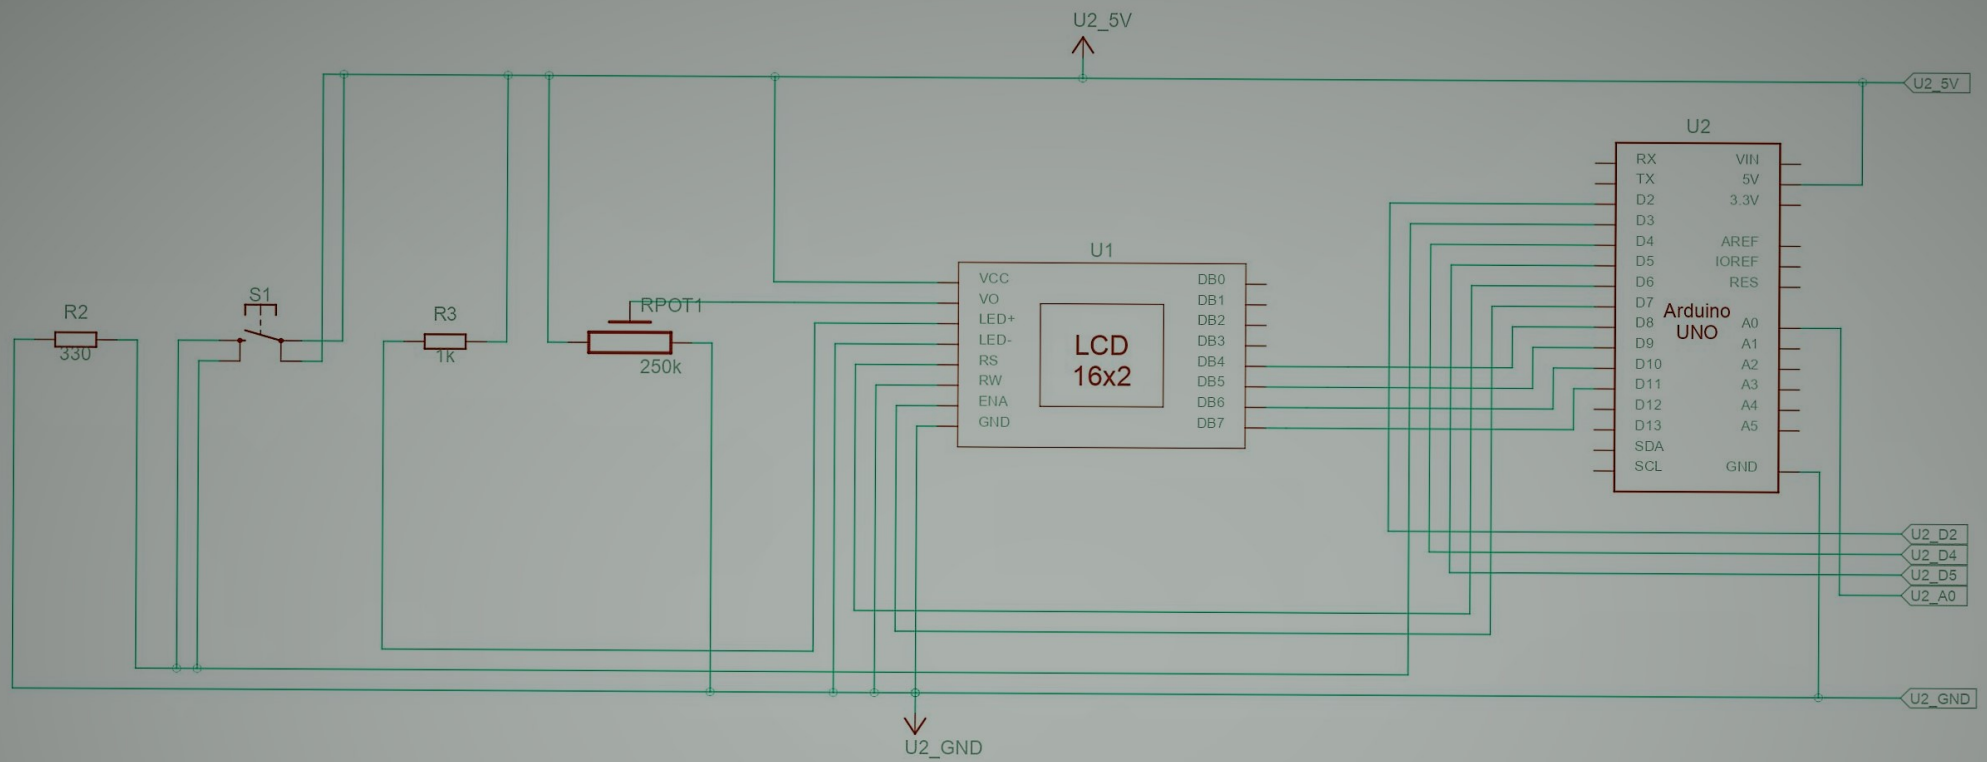 U2_5V
U2_5V
U2
RX
TX
D2
D3
D4
D5
D6
D7
D8
D9
D10
D11
D12
D13
SDA
SCL
VIN
5V
3.3V
AREF
IOREF
RES
A0
A1
A2
A3
A4
A5
GND
Arduino
UNO
U1
VCC
VO
LED+
LED-
RS
RW
ENA
GND
LCD
16x2
DB0
DB1
DB2
DB3
DB4
DB5
DB6
DB7
R2
330
S1
R3
1k
RPOT1
250k
U2_D2
U2_D4
U2_D5
U2_A0
U2_GND
U2_GND